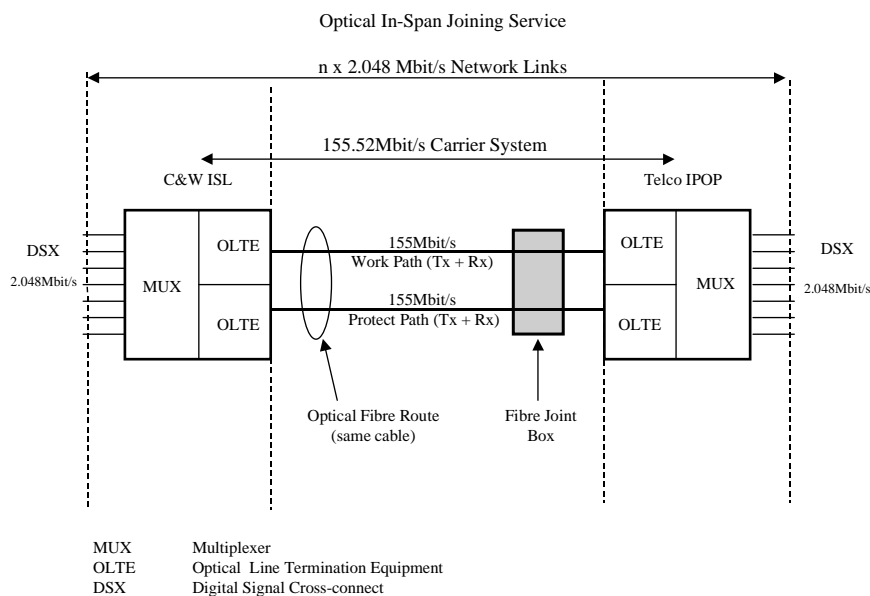 Optical In-Span Joining Service
n x 2.048 Mbit/s Network Links
155.52Mbit/s Carrier System
C&W ISL
Telco IPOP
DSX
2.048Mbit/s
MUX
OLTE
OLTE
155Mbit/s
Work Path (Tx + Rx)
155Mbit/s
Protect Path (Tx + Rx)
OLTE
OLTE
MUX
DSX
2.048Mbit/s
Optical Fibre Route
(same cable)
Fibre Joint
Box
MUX Multiplexer
OLTE Optical Line Termination Equipment
DSX Digital Signal Cross-connect